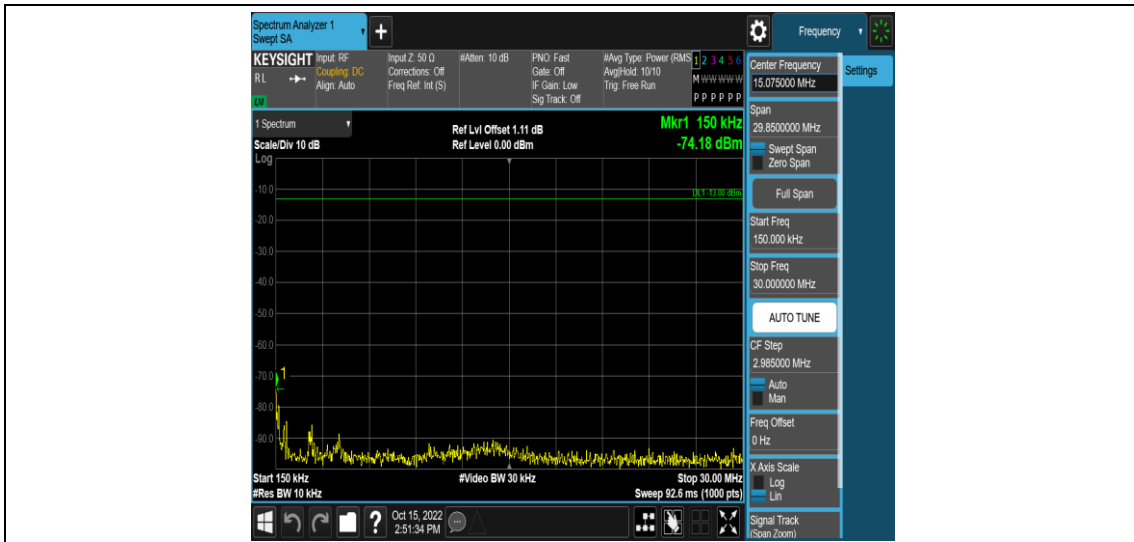 Spectrum Analyzer 1
Swept SA
+
Frequency
KEYSIGHT
RL
Input: RF
Coupling: DC
Align: Auto
Input Z: 50 Ω
Corrections: Off
Freq Ref: Int (S)
#Atten: 10 dB
PNO: Fast
Gate: Off
IF Gain: Low
Sig Track: Off
#Avg Type: Power (RMS
Avg|Hold: 10/10
Trig: Free Run
1 2 3 4 5 6
M W W W W W
P P P P P P
1 Spectrum
Scale/Div 10 dB
Ref Lvl Offset 1.11 dB
Ref Level 0.00 dBm
Mkr1 150 kHz
-74.18 dBm
Log
DL1 -13.00 dBm
-10.0
-20.0
-30.0
-40.0
-50.0
-60.0
-70.0
1
-80.0
-90.0
Start 150 kHz
#Res BW 10 kHz
#Video BW 30 kHz
Stop 30.00 MHz
Sweep 92.6 ms (1000 pts)
?
Oct 15, 2022
2:51:34 PM
Center Frequency
15.075000 MHz
Settings
Span
29.8500000 MHz
Swept Span
Zero Span
Full Span
Start Freq
150.000 kHz
Stop Freq
30.000000 MHz
AUTO TUNE
CF Step
2.985000 MHz
Auto
Man
Freq Offset
0 Hz
X Axis Scale
Log
Lin
Signal Track
(Span Zoom)